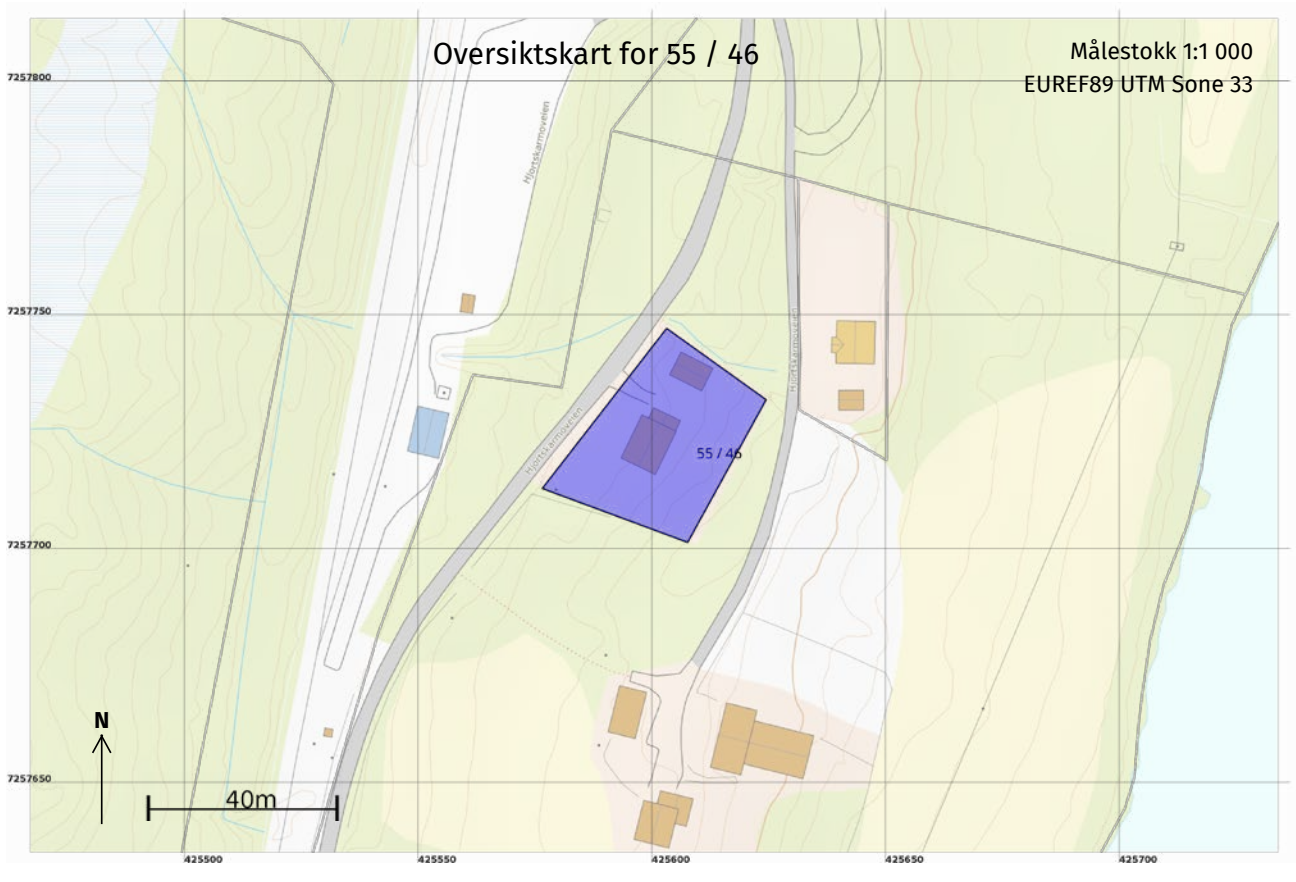 Oversiktskart for 55 / 46
Målestokk 1:1 000
EUREF89 UTM Sone 33
7257800
Hjortskarmoveien
7257750
Hjortskarmoveien
Hjortskarmoveien
55 / 46
7257700
N
7257650
40m
425500
425550
425600
425650
425700